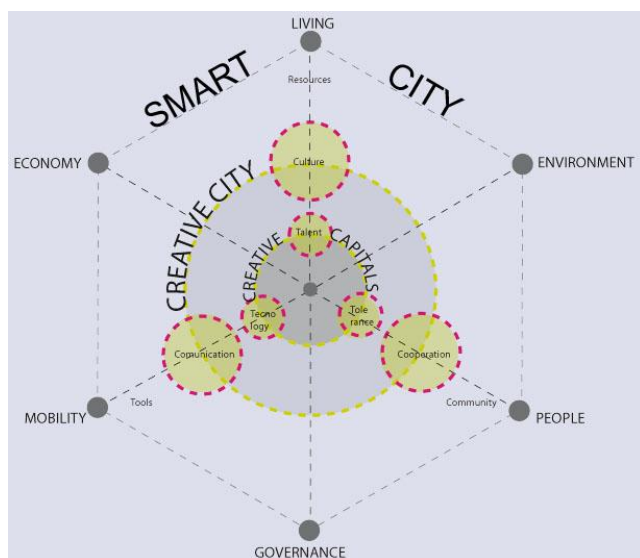 LIVING
SMART
CITY
Resources
ECONOMY
Culture
ENVIRONMENT
CREATIVE CITY
Talent
CREATIVE
CAPITALS
Tecno
logy
Tole
rance
Comunication
Cooperation
Tools
Community
MOBILITY
PEOPLE
GOVERNANCE